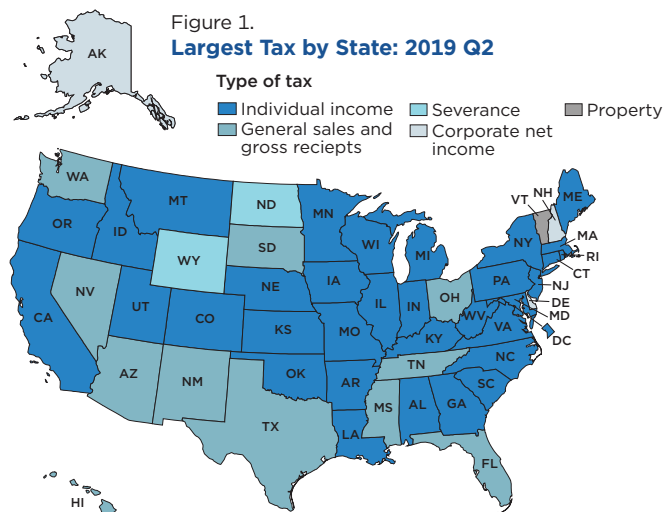 Figure 1.
Largest Tax by State: 2019 Q2
Type of tax
Individual income
Severance
Property
General sales and
gross reciepts
Corporate net
income
AK
WA
MT
ND
MN
VT
NH
ME
OR
ID
SD
WI
MI
NY
MA
RI
CT
WY
NE
IA
PA
NJ
NV
UT
CO
IL
IN
OH
DE
MD
DC
CA
KS
MO
WV
VA
KY
AZ
NM
OK
AR
TN
NC
SC
TX
MS
AL
GA
LA
FL
HI